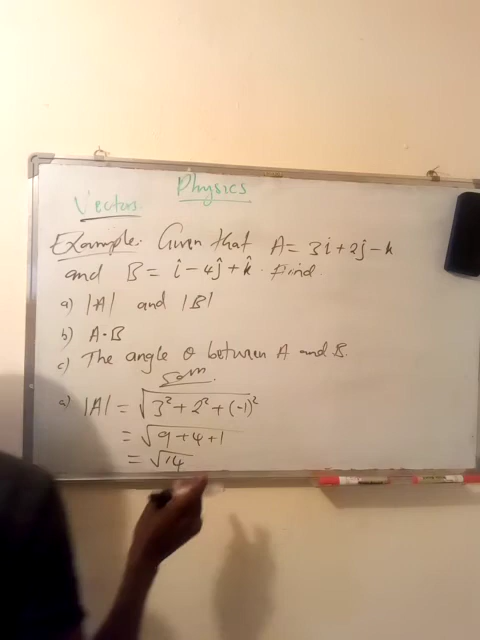 Physics
Vectors.
Example: Given that A = 3i + 2j - k
and B = î - 4ĵ + k̂. Find.
a) |A| and |B|
b) A·B
c) The angle θ between A and B.
Soln.
a) |A| = √3² + 2² + (-1)²
= √9 + 4 + 1
= √14